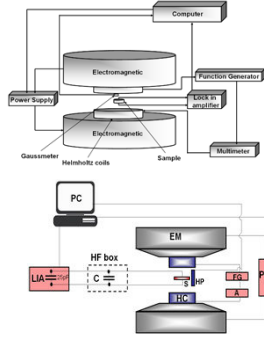 Computer
Electromagnetic
Function Generator
Power Supply
Lock in
amplifier
Electromagnetic
Gaussmeter
Sample
Helmholtz coils
Multimeter
PC
EM
HF box
LIA
C
S
HP
FG
HC
A
P